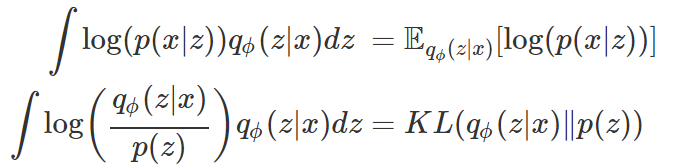 ∫ log(p(x|z))q_ϕ(z|x)dz = 𝔼_{q_ϕ(z|x)}[log(p(x|z))]
∫ log(q_ϕ(z|x)/p(z))q_ϕ(z|x)dz = KL(q_ϕ(z|x)‖p(z))